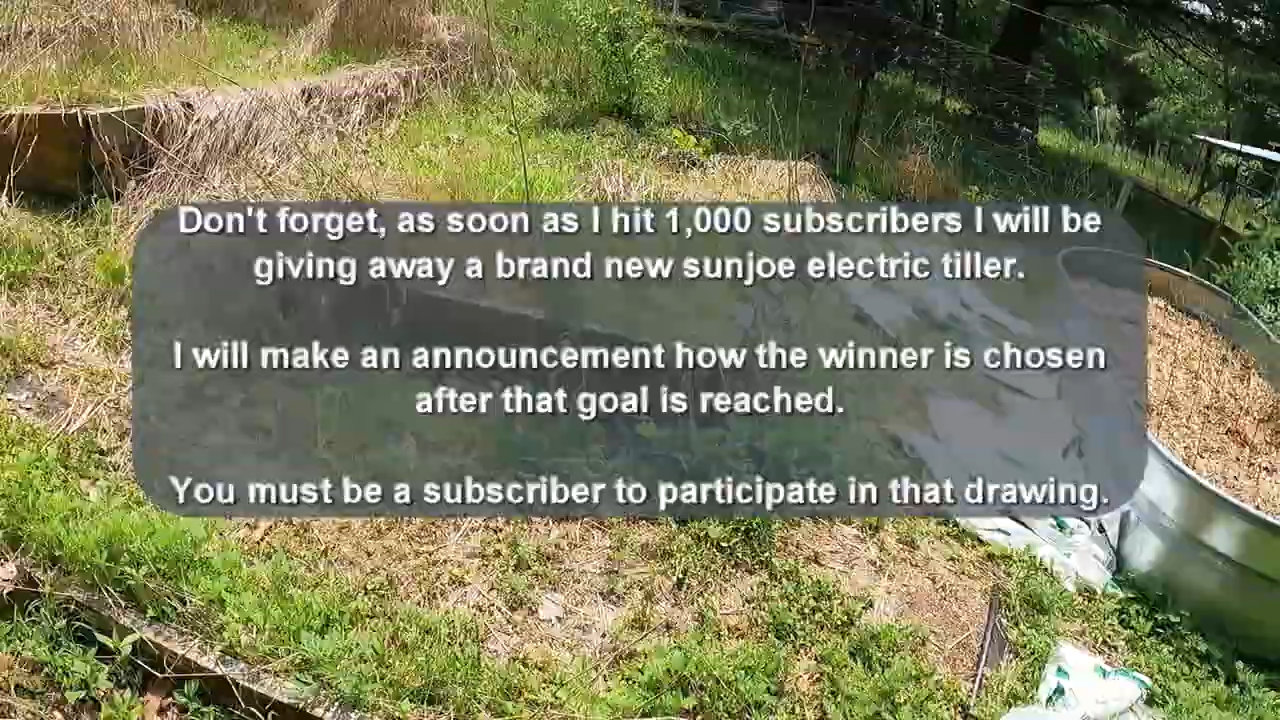 Don't forget, as soon as I hit 1,000 subscribers I will be
giving away a brand new sunjoe electric tiller.
I will make an announcement how the winner is chosen
after that goal is reached.
You must be a subscriber to participate in that drawing.